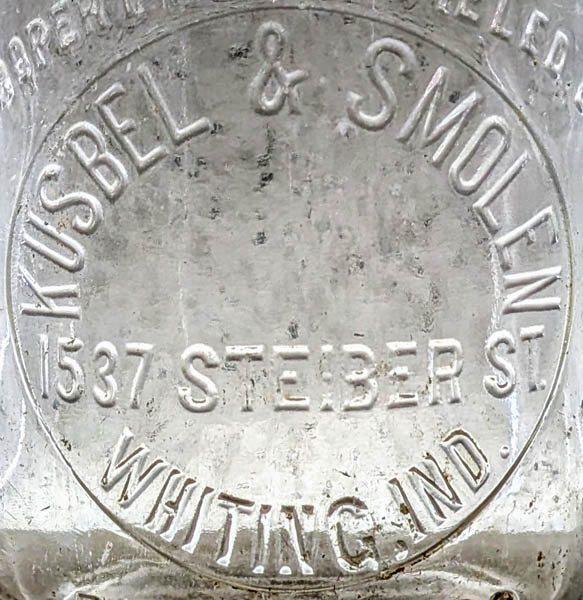 KUSBEL & SMOLEN
1537 STEIBER ST.
WHITING, IND.